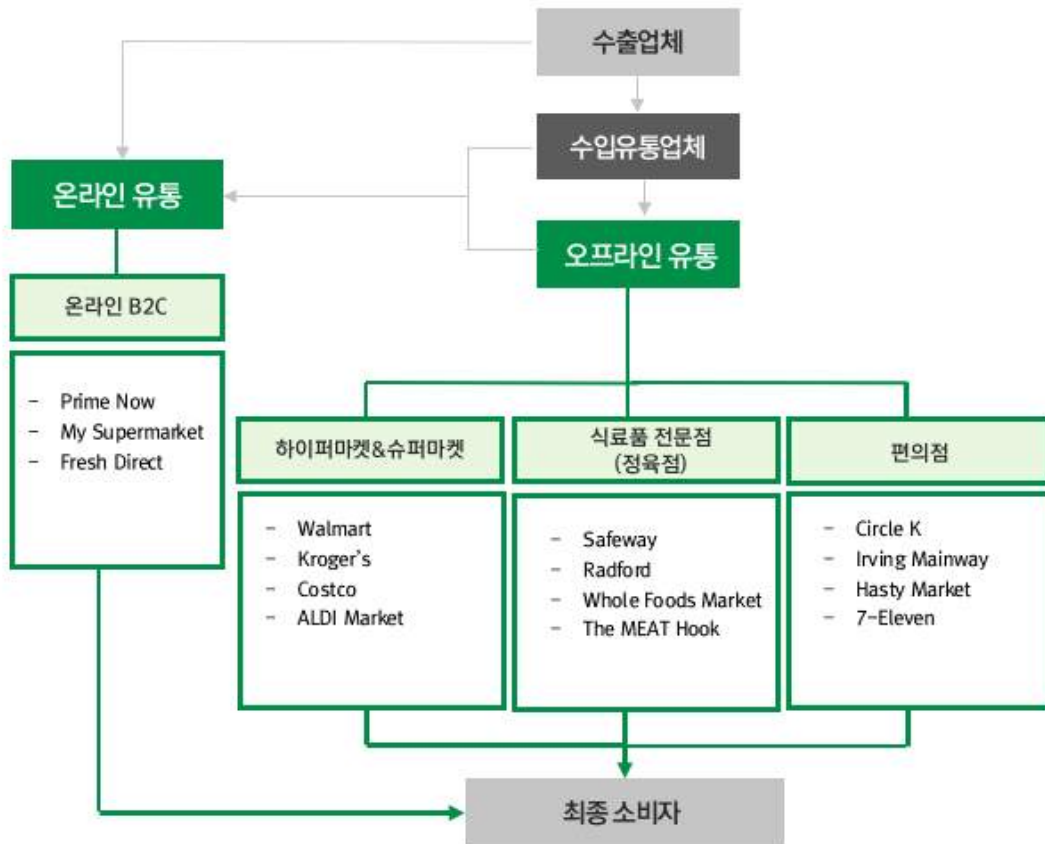 수출업체
수입유통업체
온라인 유통
오프라인 유통
온라인 B2C
- Prime Now
- My Supermarket
- Fresh Direct
하이퍼마켓&슈퍼마켓
- Walmart
- Kroger's
- Costco
- ALDI Market
식료품 전문점
(정육점)
- Safeway
- Radford
- Whole Foods Market
- The MEAT Hook
편의점
- Circle K
- Irving Mainway
- Hasty Market
- 7-Eleven
최종 소비자